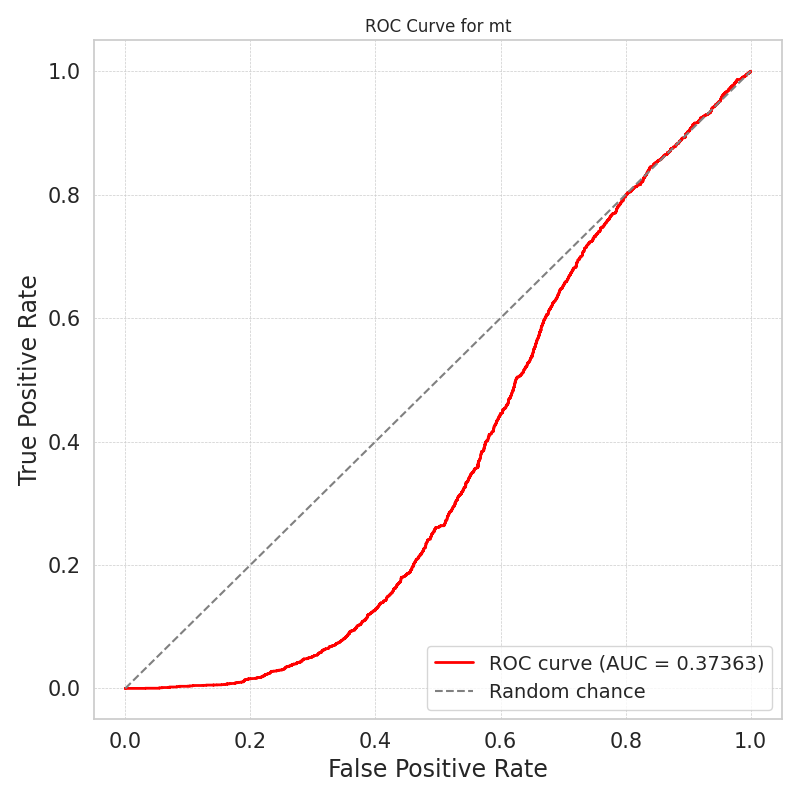 ROC Curve for mt
True Positive Rate
1.0
0.8
0.6
0.4
0.2
0.0
ROC curve (AUC = 0.37363)
Random chance
0.0 0.2 0.4 0.6 0.8 1.0
False Positive Rate